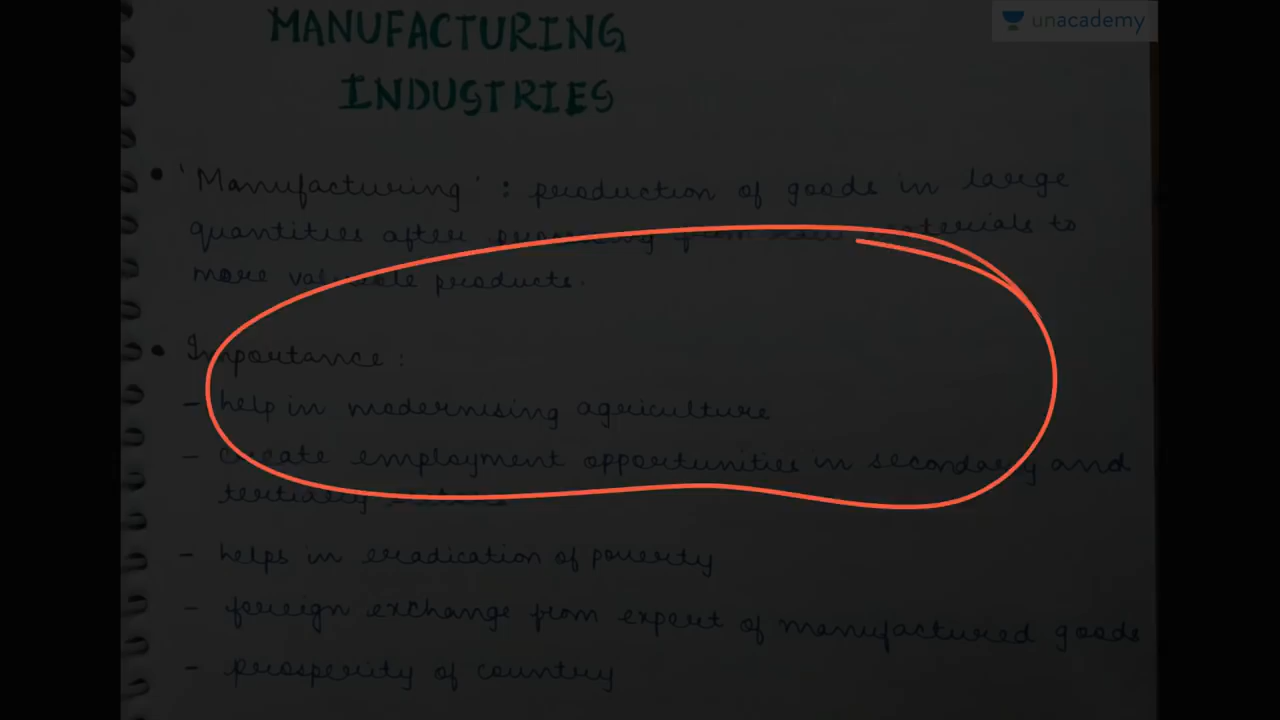 unacademy
MANUFACTURING
INDUSTRIES
• 'Manufacturing' : production of goods in large
quantities after processing from raw materials to
more valuable products.
• Importance :
- help in modernising agriculture
- create employment opportunities in secondary and
tertiary
- helps in eradication of poverty
- foreign exchange from expert of manufactured goods
- prosperity of country